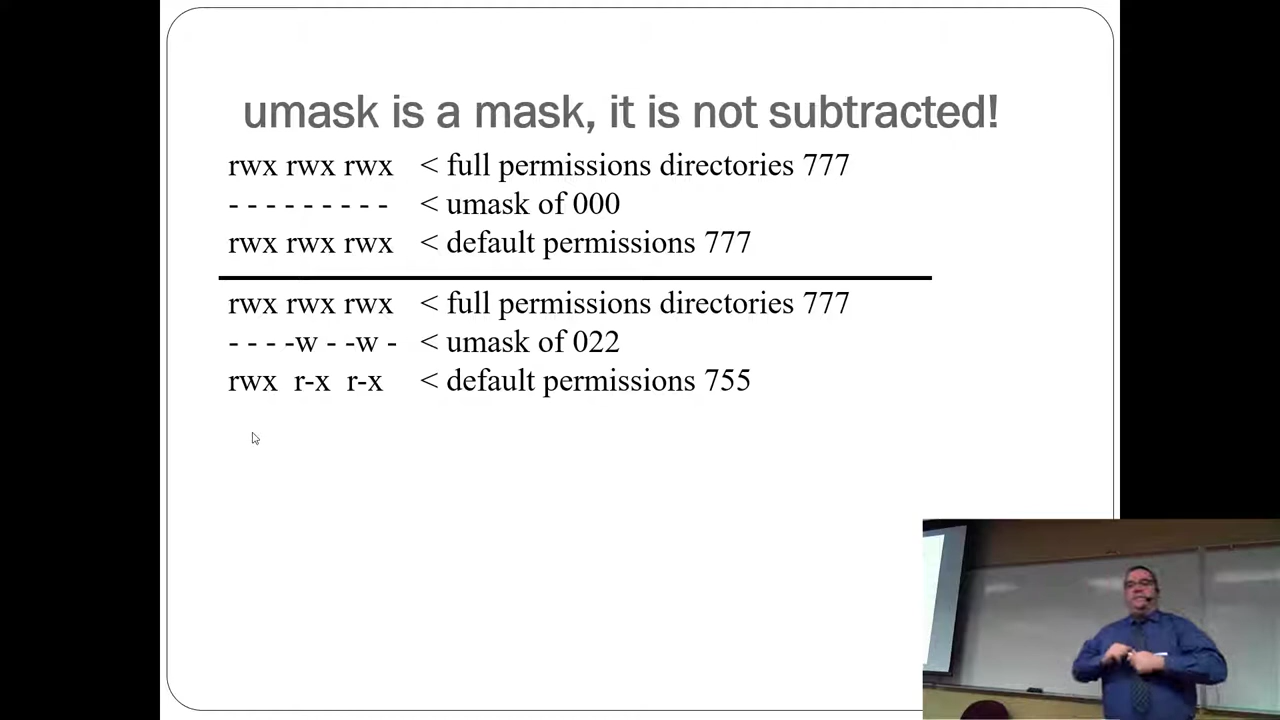 umask is a mask, it is not subtracted!
rwx rwx rwx < full permissions directories 777
- - - - - - - - - < umask of 000
rwx rwx rwx < default permissions 777
rwx rwx rwx < full permissions directories 777
- - - -w - -w - < umask of 022
rwx r-x r-x < default permissions 755